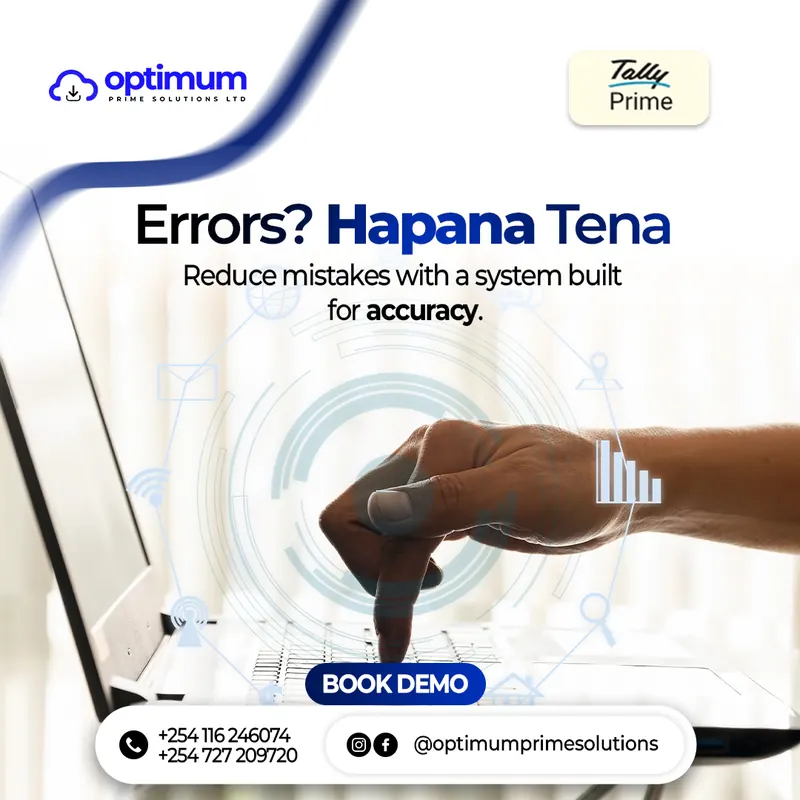 optimum
PRIME SOLUTIONS LTD
Tally
Prime
Errors? Hapana Tena
Reduce mistakes with a system built
for accuracy.
BOOK DEMO
+254 116 246074
+254 727 209720
@optimumprimesolutions